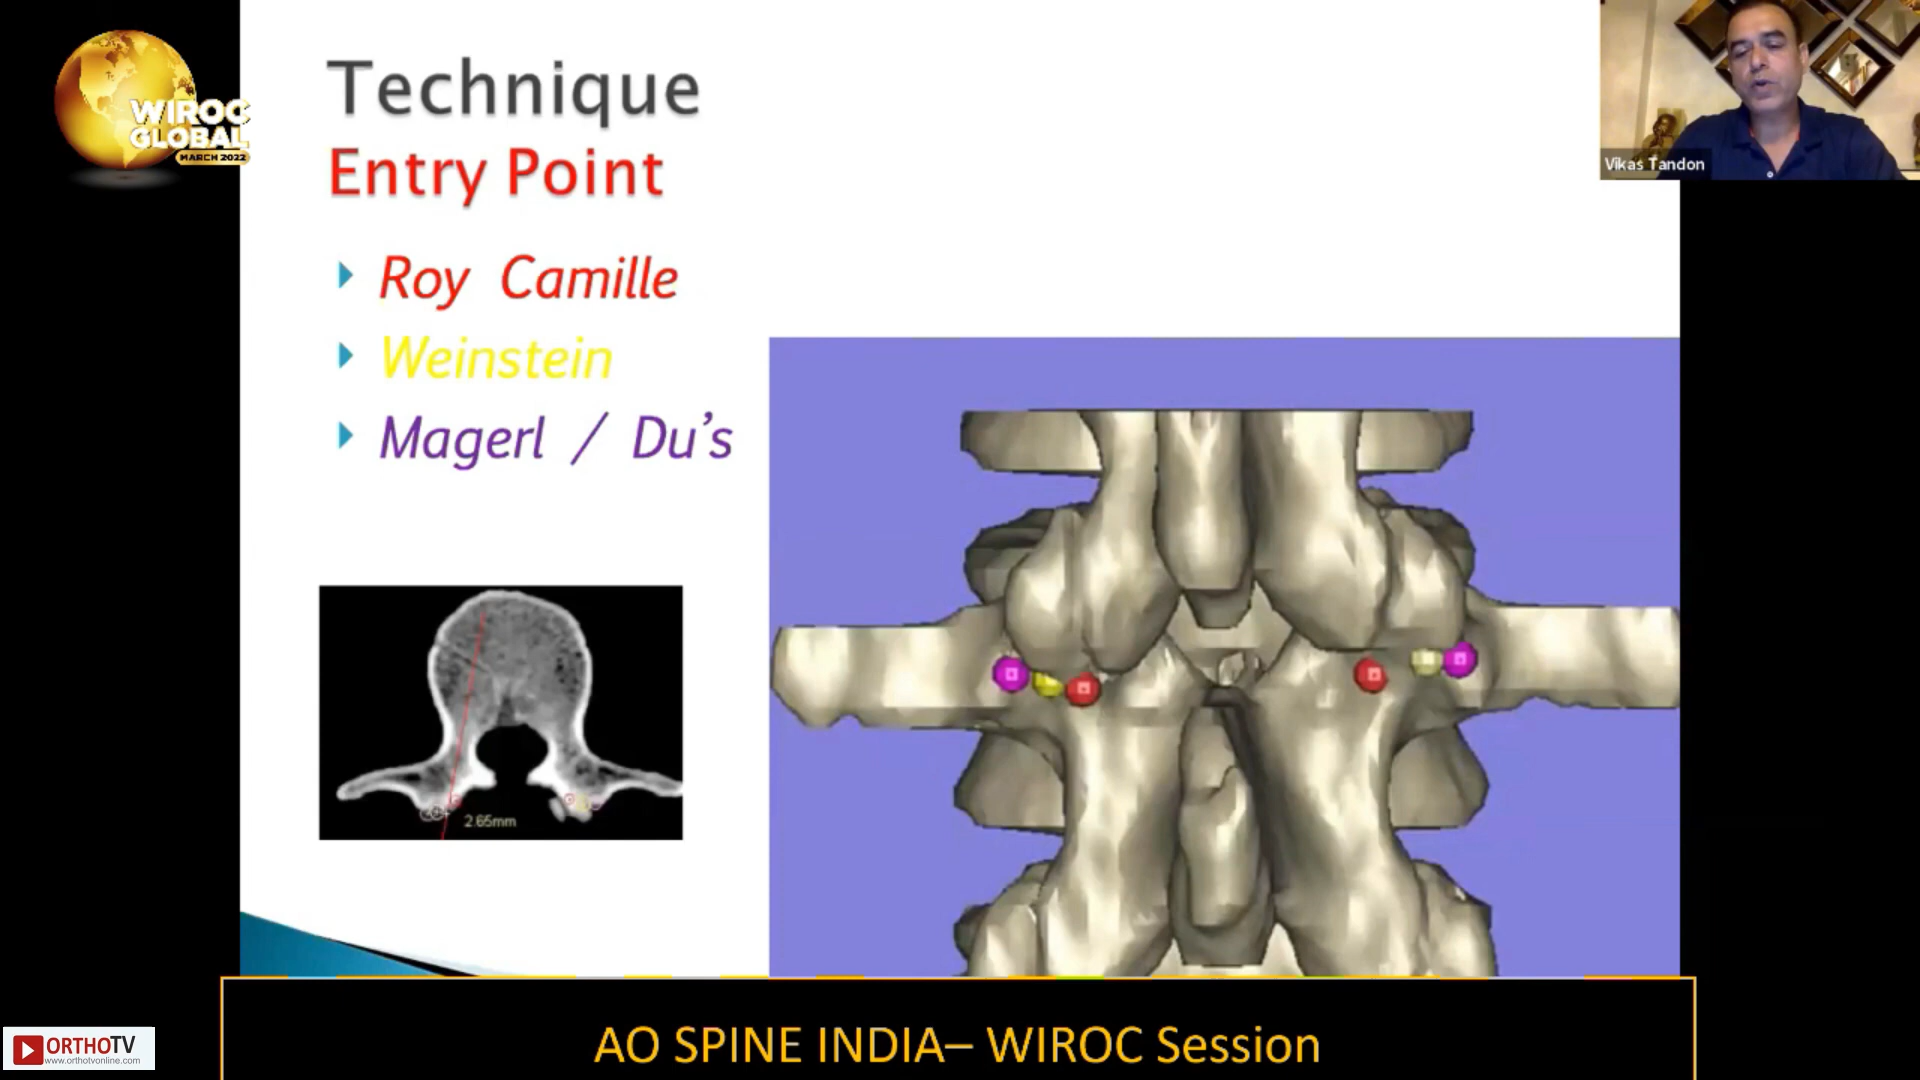 WIROC
GLOBAL
MARCH 2022
Technique
Entry Point
Roy Camille
Weinstein
Magerl / Du's
2.65mm
Vikas Tandon
AO SPINE INDIA– WIROC Session
ORTHOTV
www.orthotvonline.com